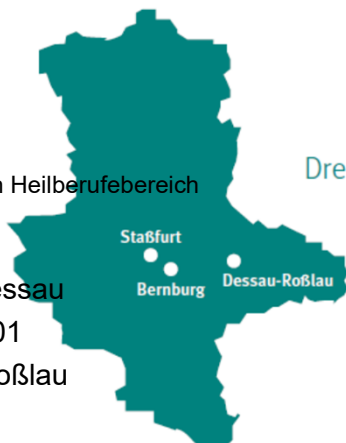 Dre
Heilberufebereich
Staßfurt
Bernburg
Dessau-Roßlau
essau
01
oßlau